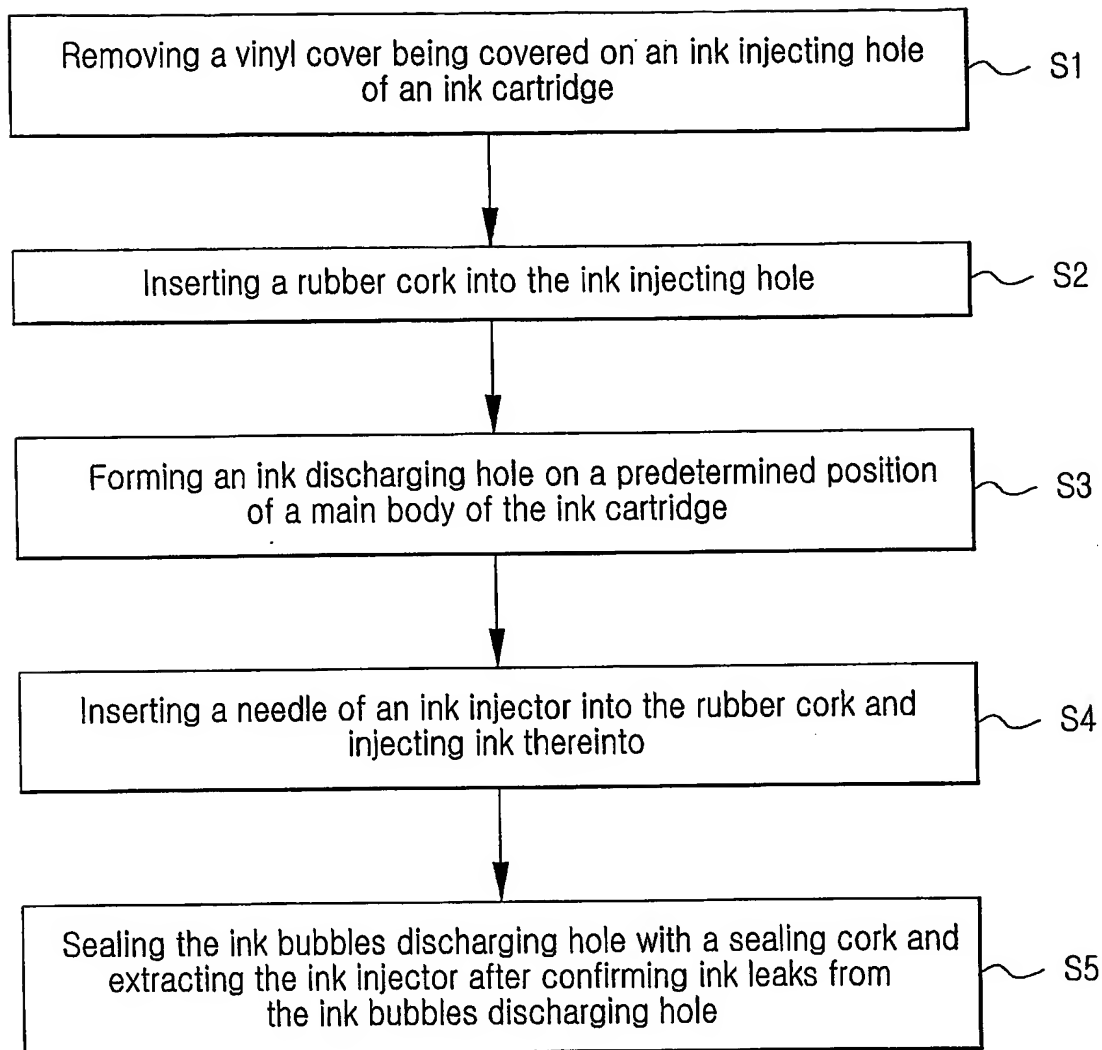 Removing a vinyl cover being covered on an ink injecting hole
of an ink cartridge
S1
Inserting a rubber cork into the ink injecting hole
S2
Forming an ink discharging hole on a predetermined position
of a main body of the ink cartridge
S3
Inserting a needle of an ink injector into the rubber cork and
injecting ink thereinto
S4
Sealing the ink bubbles discharging hole with a sealing cork and
extracting the ink injector after confirming ink leaks from
the ink bubbles discharging hole
S5